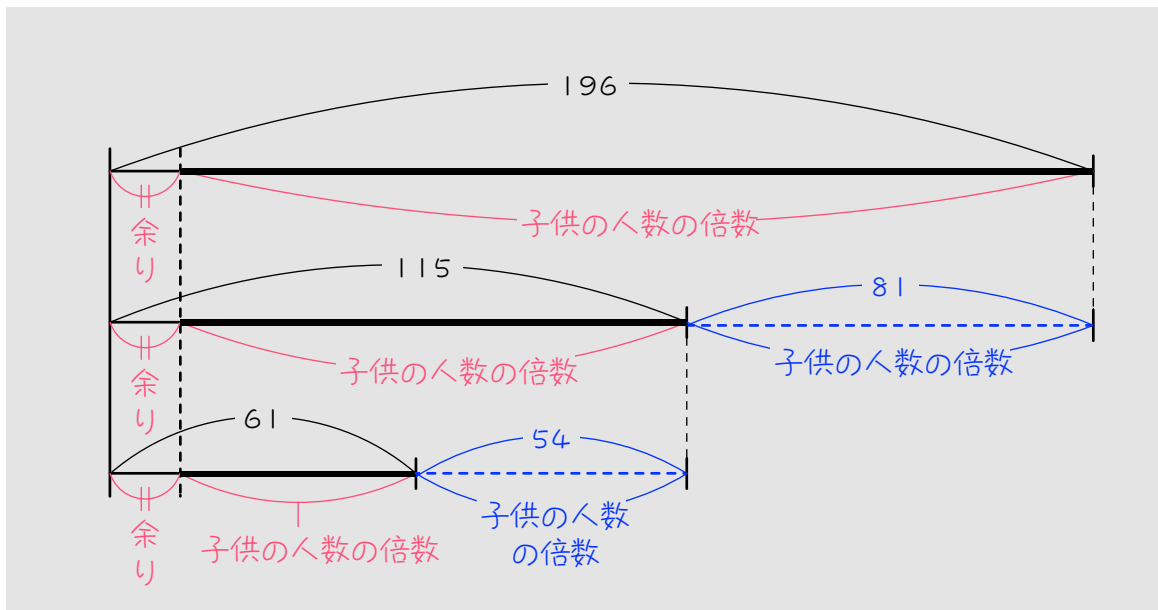 196
子供の人数の倍数
余り
115
81
子供の人数の倍数
子供の人数の倍数
余り
61
54
子供の人数
の倍数
子供の人数の倍数
余り